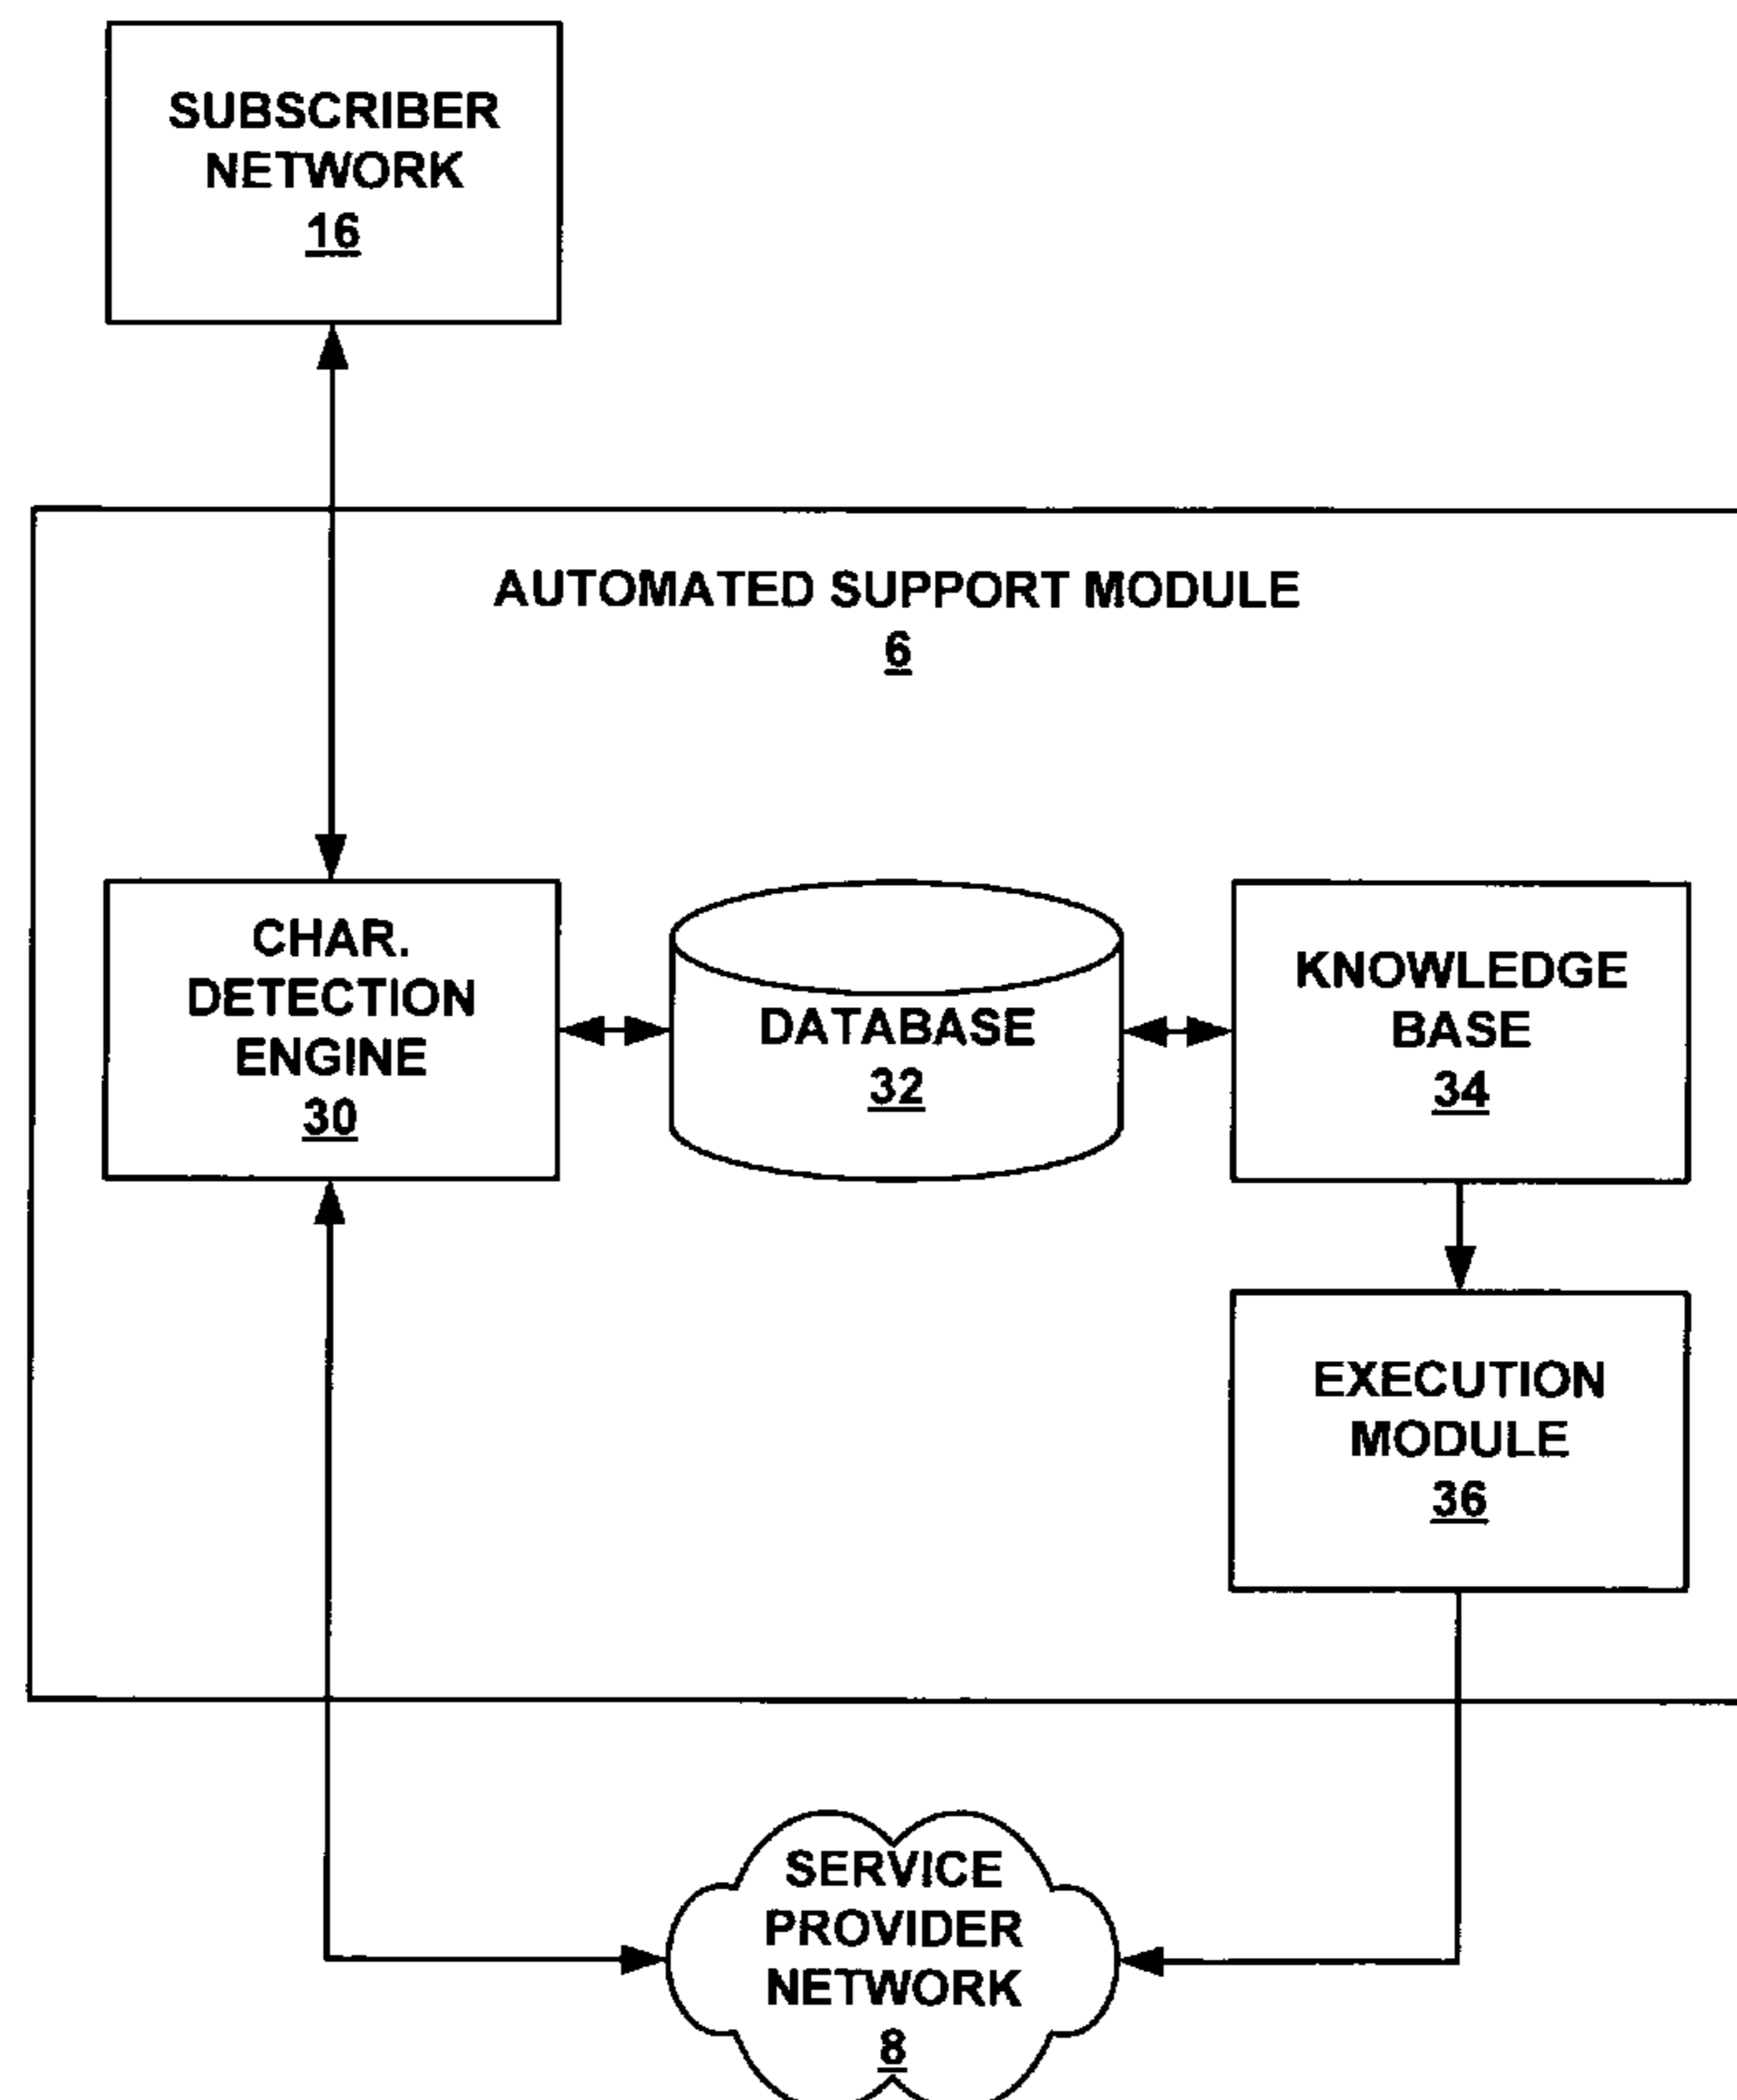 SUBSCRIBER
NETWORK
16
AUTOMATED SUPPORT MODULE
6
CHAR.
DETECTION
ENGINE
30
DATABASE
32
KNOWLEDGE
BASE
34
EXECUTION
MODULE
36
SERVICE
PROVIDER
NETWORK
8